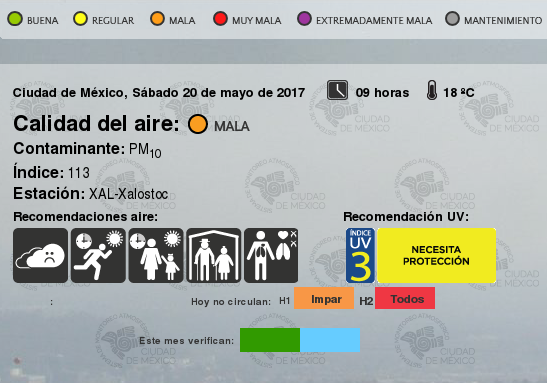 BUENA REGULAR MALA MUY MALA EXTREMADAMENTE MALA MANTENIMIENTO
Ciudad de México, Sábado 20 de mayo de 2017 09 horas 18 ºC
Calidad del aire: MALA
Contaminante: PM10
Índice: 113
Estación: XAL-Xalostoc
Recomendaciones aire: Recomendación UV:
ÍNDICE
UV
3
NECESITA
PROTECCIÓN
: Hoy no circulan: H1 Impar H2 Todos
Este mes verifican:
CIUDAD
DE MÉXICO